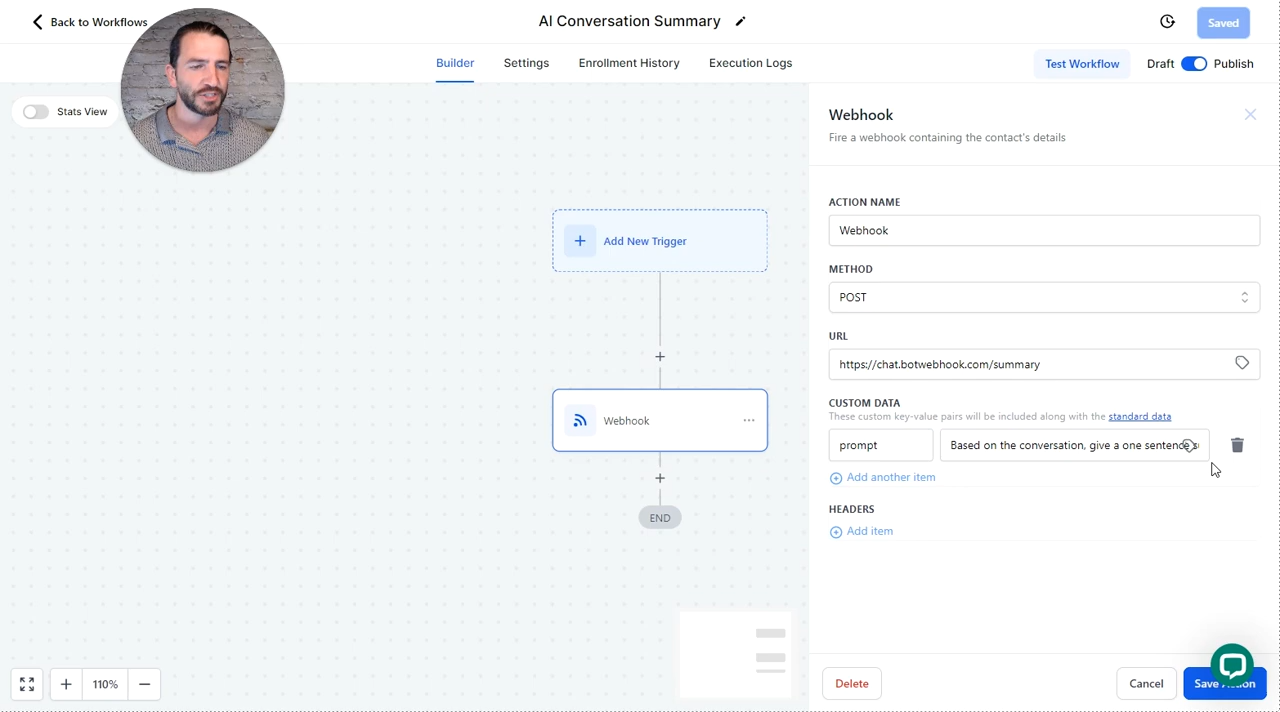 Back to Workflows
AI Conversation Summary
Saved
Builder
Settings
Enrollment History
Execution Logs
Test Workflow
Draft
Publish
Stats View
Webhook
Fire a webhook containing the contact's details
ACTION NAME
Webhook
METHOD
POST
URL
https://chat.botwebhook.com/summary
CUSTOM DATA
These custom key-value pairs will be included along with the standard data
prompt
Based on the conversation, give a one sentence
Add another item
HEADERS
Add item
Add New Trigger
Webhook
END
110%
Delete
Cancel
Save Action